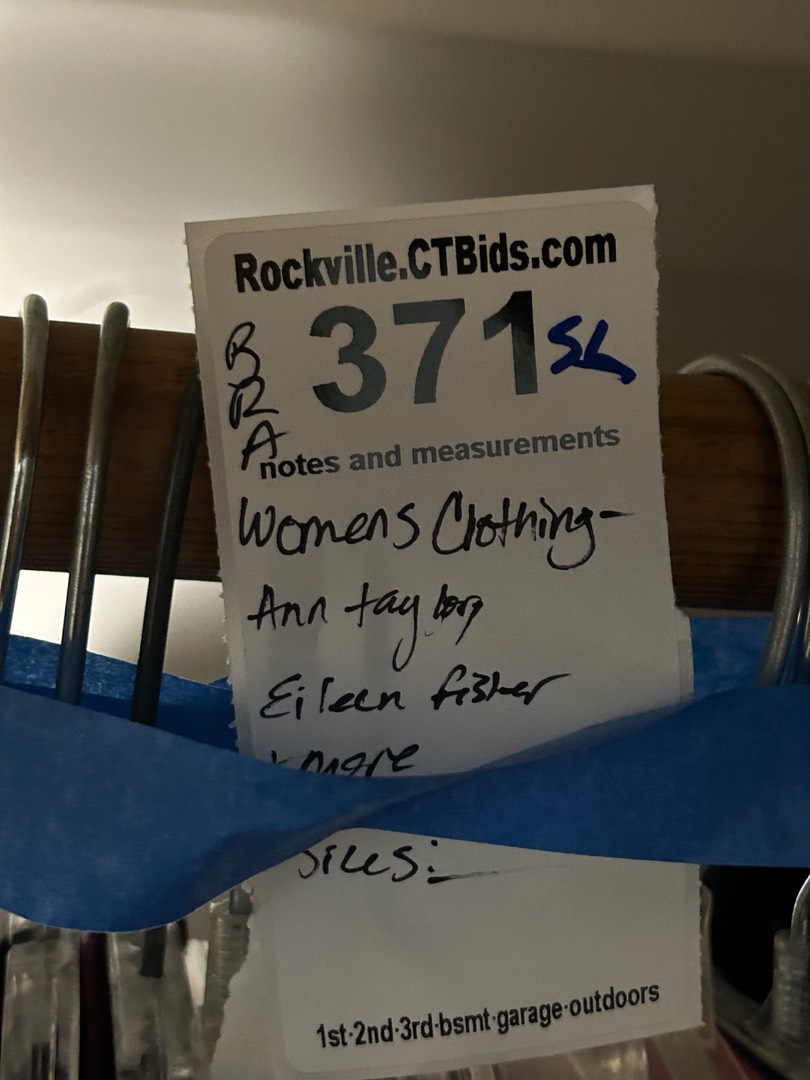 Rockville.CTBids.com
371 SL
B
R
A
notes and measurements
Womens Clothing-
Ann taylor
Eileen fisher
+ more
Sizes:
1st·2nd·3rd·bsmt·garage·outdoors